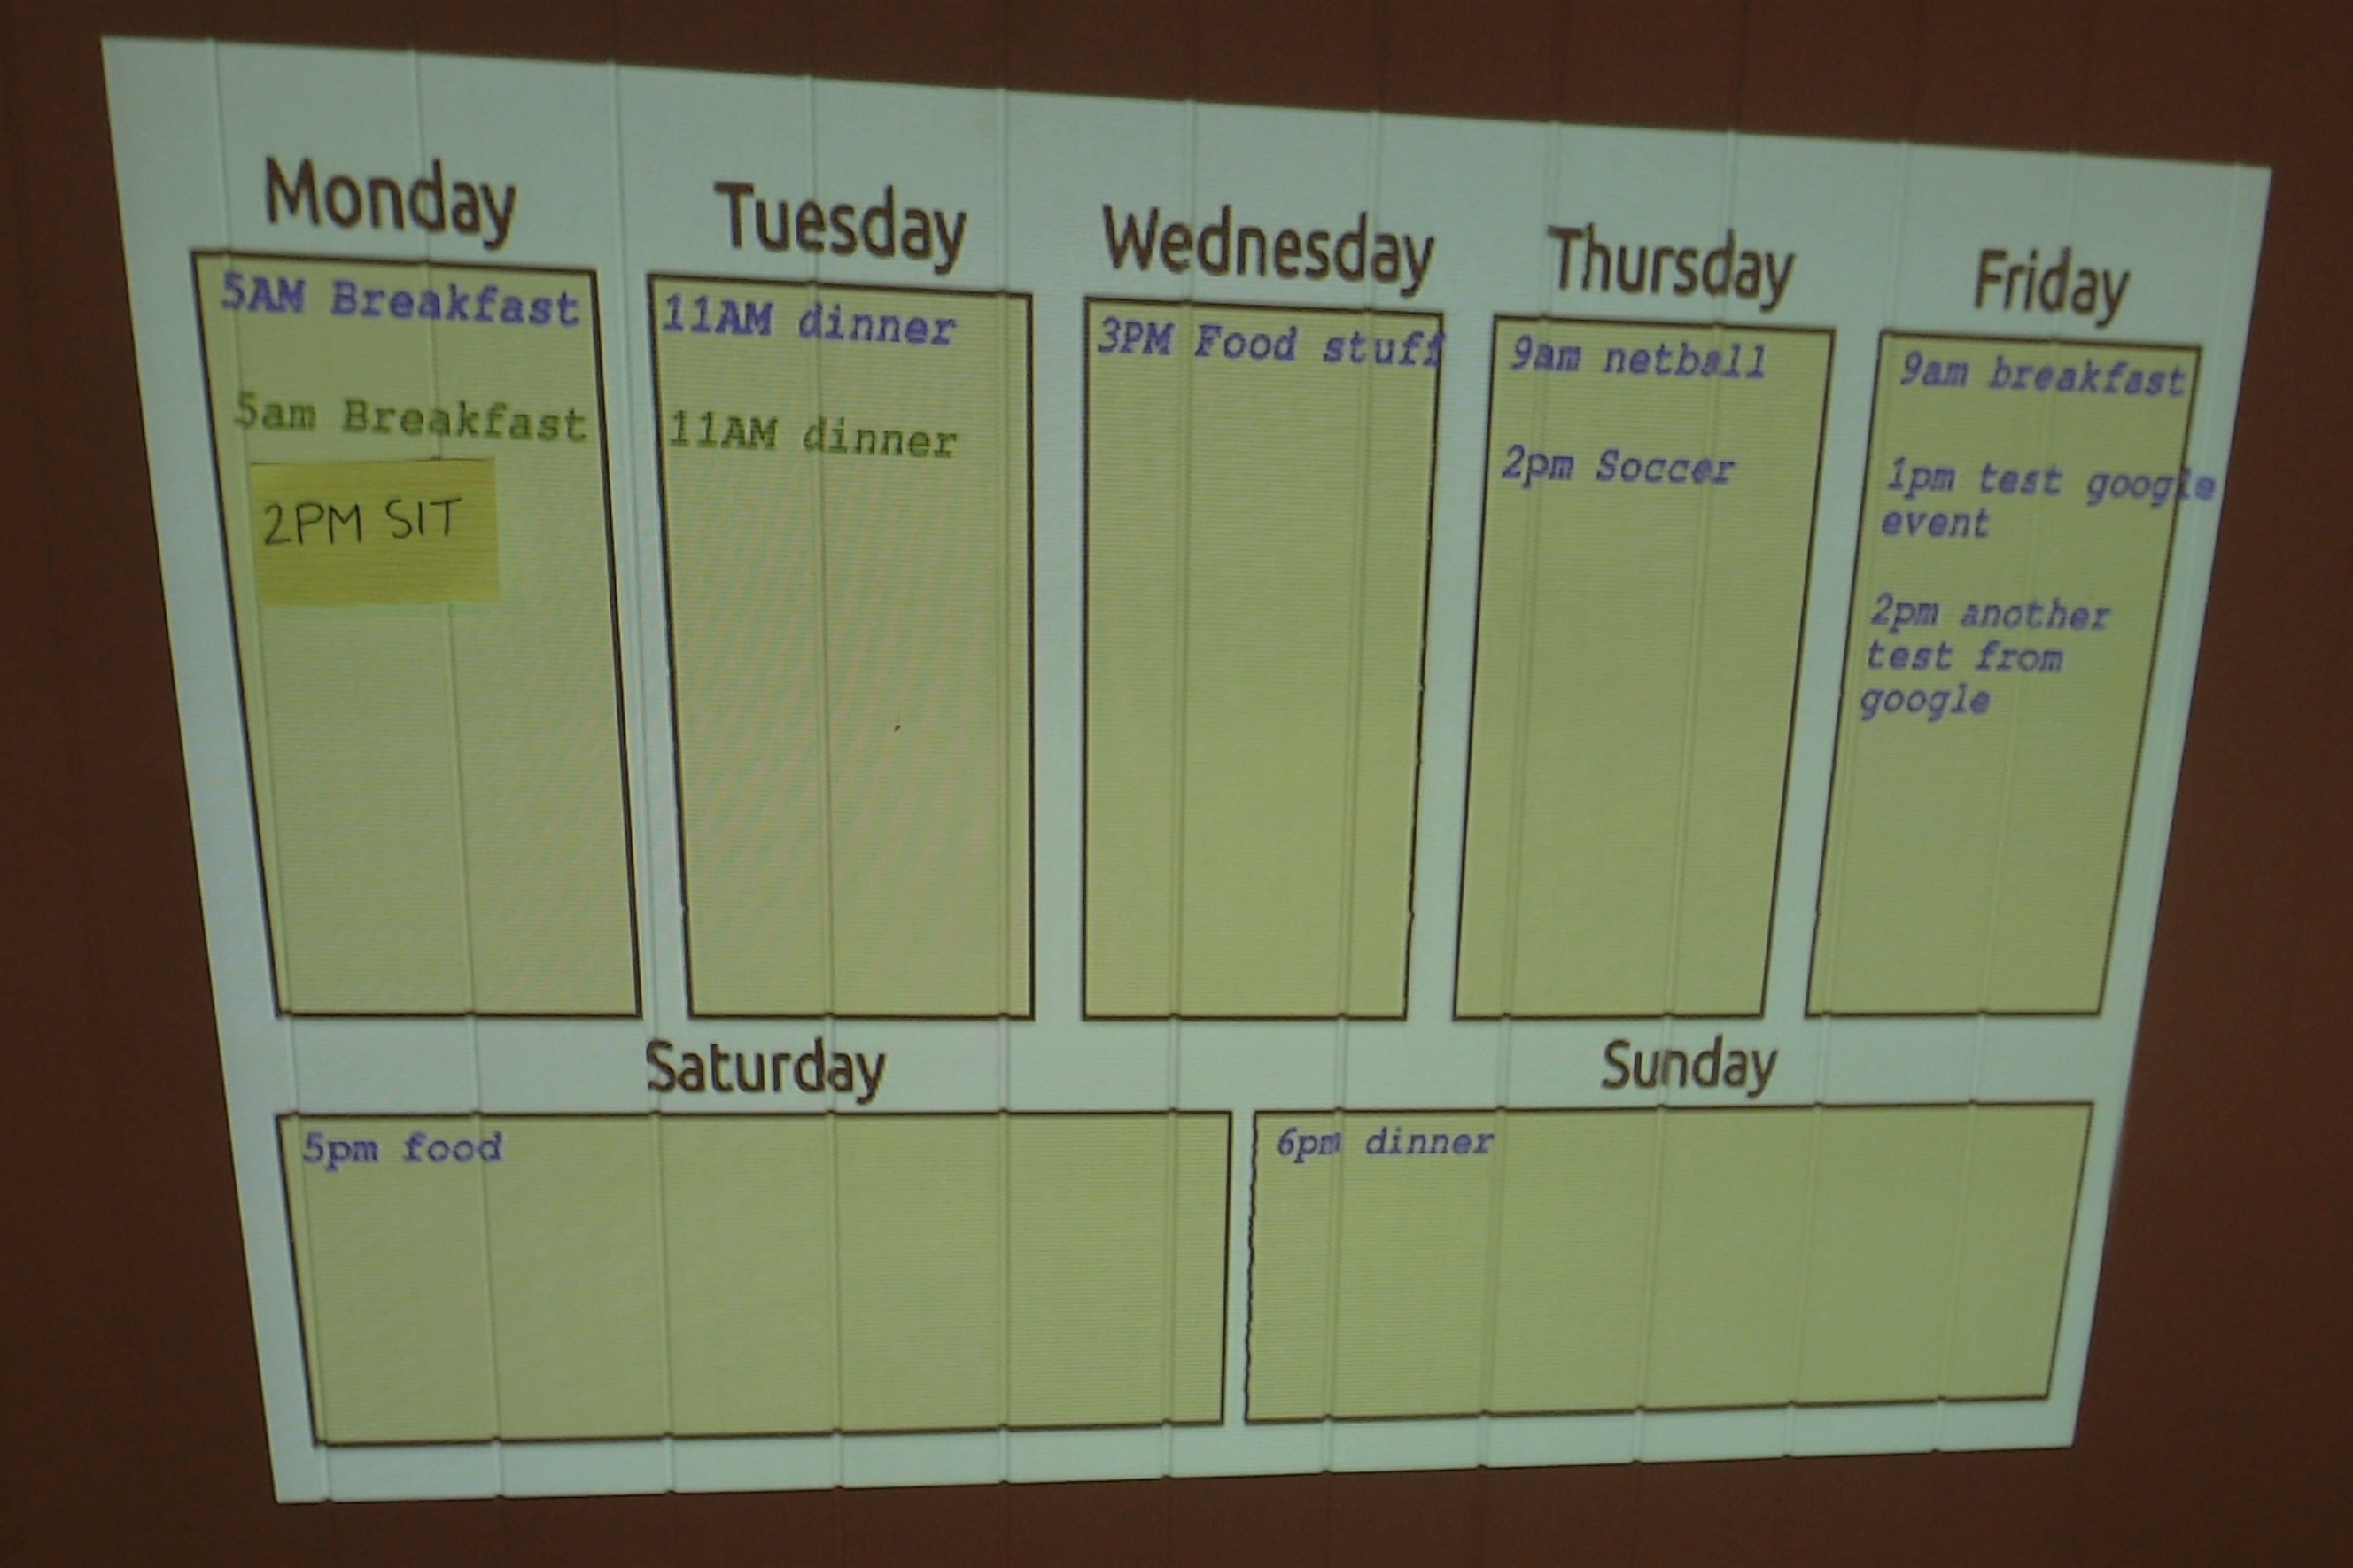 Monday
5AM Breakfast
5am Breakfast
2PM SIT
Tuesday
11AM dinner
11AM dinner
Wednesday
3PM Food stuff
Thursday
9am netball
2pm Soccer
Friday
9am breakfast
1pm test google
event
2pm another
test from
google
Saturday
5pm food
Sunday
6pm dinner